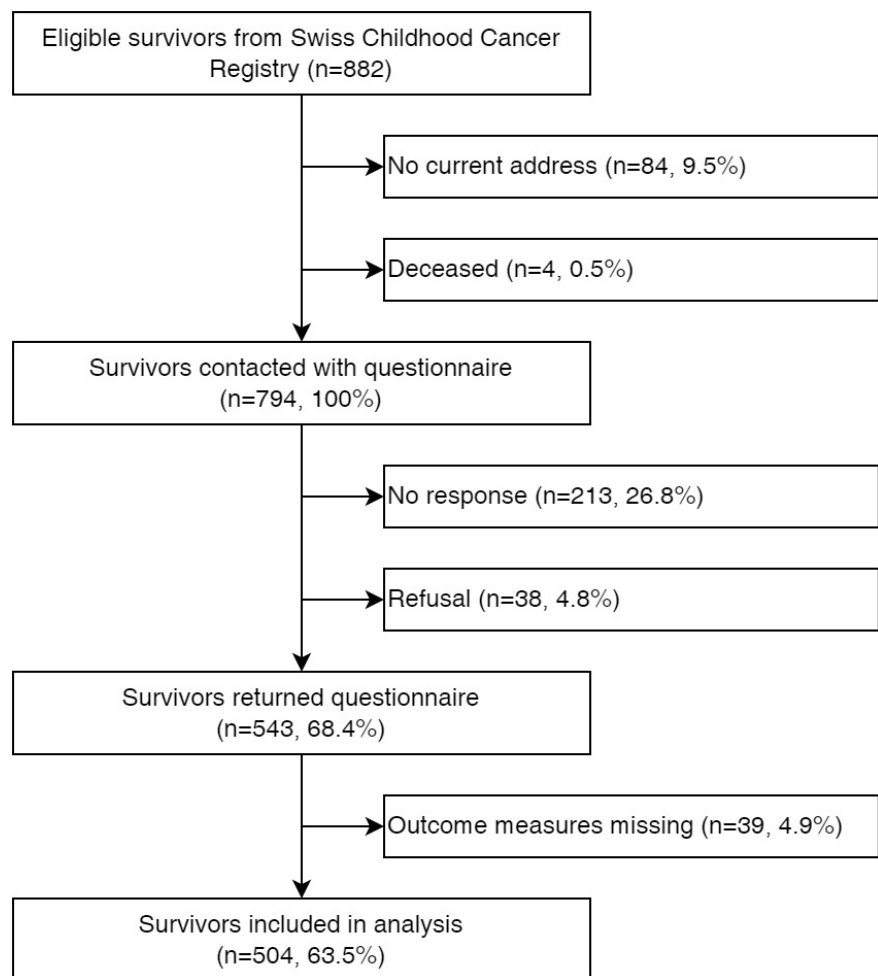 Eligible survivors from Swiss Childhood Cancer
Registry (n=882)
No current address (n=84, 9.5%)
Deceased (n=4, 0.5%)
Survivors contacted with questionnaire
(n=794, 100%)
No response (n=213, 26.8%)
Refusal (n=38, 4.8%)
Survivors returned questionnaire
(n=543, 68.4%)
Outcome measures missing (n=39, 4.9%)
Survivors included in analysis
(n=504, 63.5%)